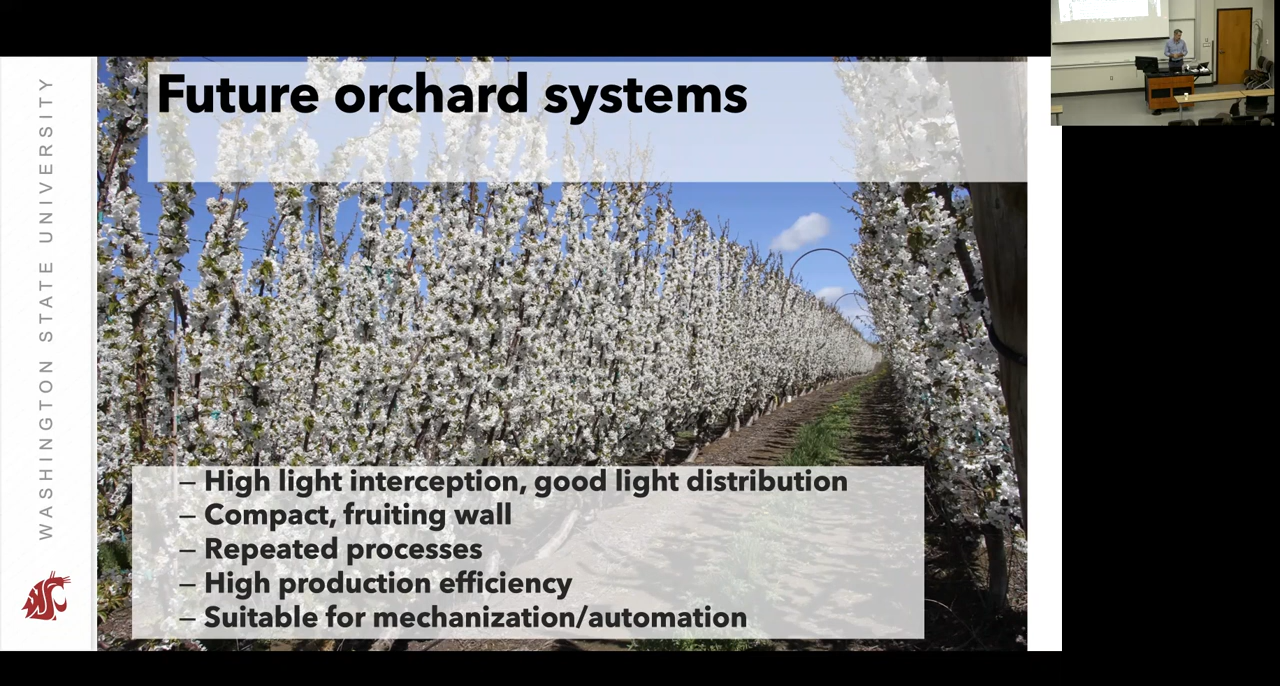 Future orchard systems
WASHINGTON STATE UNIVERSITY
– High light interception, good light distribution
– Compact, fruiting wall
– Repeated processes
– High production efficiency
– Suitable for mechanization/automation